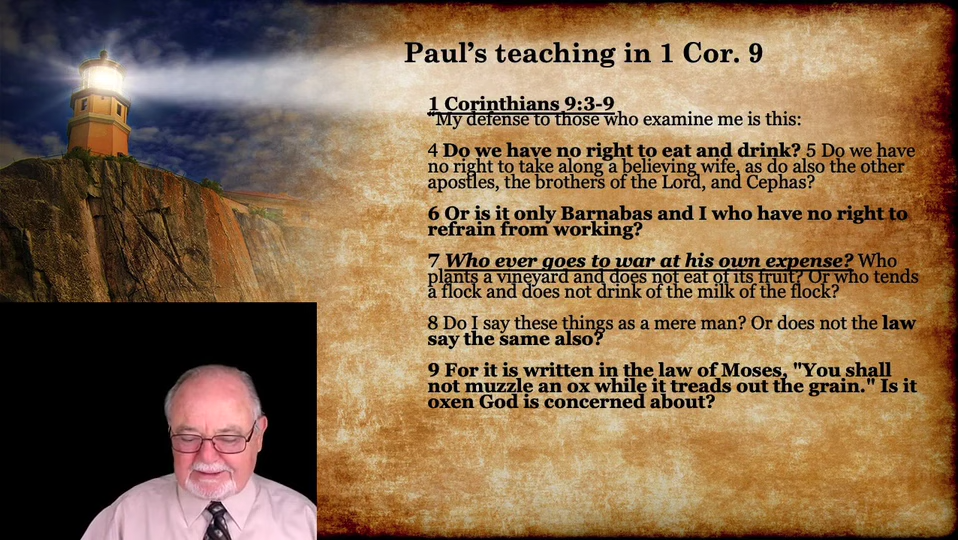 Paul's teaching in 1 Cor. 9
1 Corinthians 9:3-9
"My defense to those who examine me is this:
4 Do we have no right to eat and drink? 5 Do we have
no right to take along a believing wife, as do also the other
apostles, the brothers of the Lord, and Cephas?
6 Or is it only Barnabas and I who have no right to
refrain from working?
7 Who ever goes to war at his own expense? Who
plants a vineyard and does not eat of its fruit? Or who tends
a flock and does not drink of the milk of the flock?
8 Do I say these things as a mere man? Or does not the law
say the same also?
9 For it is written in the law of Moses, "You shall
not muzzle an ox while it treads out the grain." Is it
oxen God is concerned about?